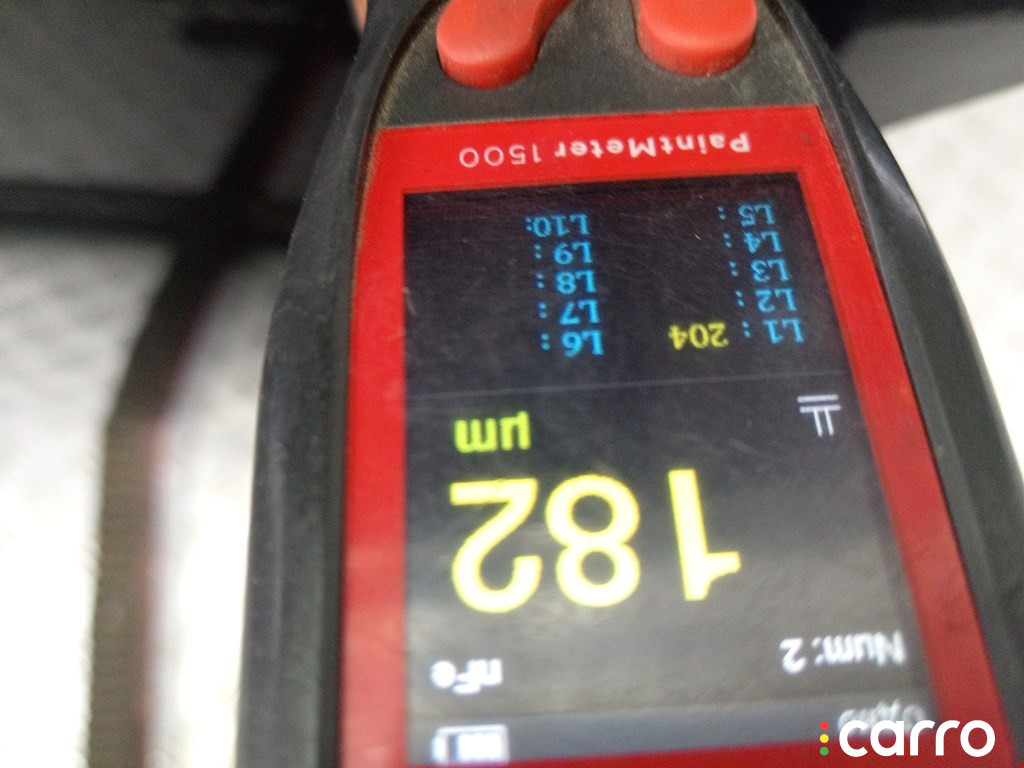 Num: 2 nFe
182 µm
L1 : 204 L6 :
L2 : L7 :
L3 : L8 :
L4 : L9 :
L5 : L10:
PaintMeter 1500
carro